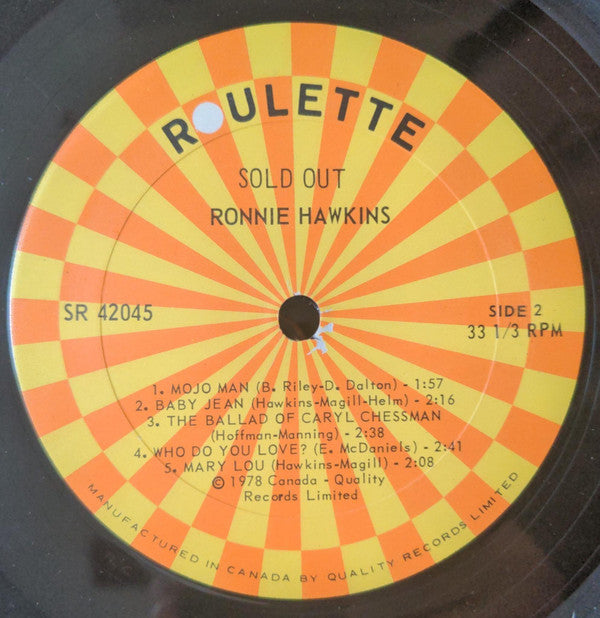 ROULETTE
SOLD OUT
RONNIE HAWKINS
SR 42045
SIDE 2
33 1/3 RPM
1. MOJO MAN (B. Riley-D. Dalton) - 1:57
2. BABY JEAN (Hawkins-Magill-Helm) - 2:16
3. THE BALLAD OF CARYL CHESSMAN
(Hoffman-Manning) - 2:38
4. WHO DO YOU LOVE? (E. McDaniels) - 2:41
5. MARY LOU (Hawkins-Magill) - 2:08
© 1978 Canada - Quality
Records Limited
MANUFACTURED IN CANADA BY QUALITY RECORDS LIMITED